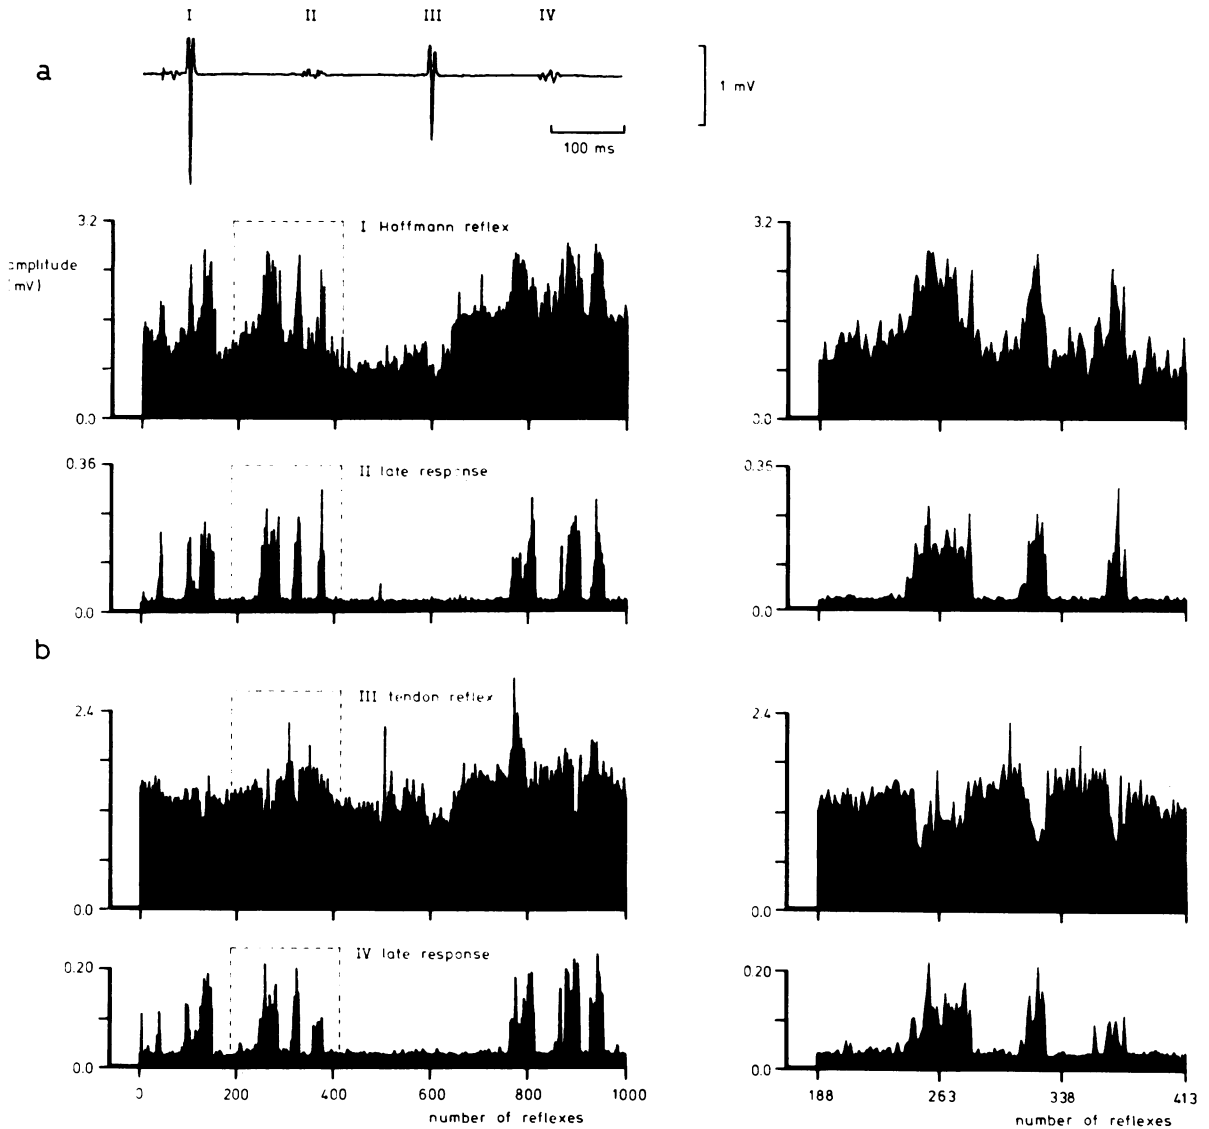 I II III IV
a
1 mV
100 ms
3.2
I Hoffmann reflex
3.2
amplitude
(mV)
0.0
0.36
II late response
0.0
0.0
b
2.4
III tendon reflex
2.4
0.0
0.0
0.20
IV late response
0.20
0.0
0.0
200 400 600 800 1000
188 263 338 413
number of reflexes
number of reflexes